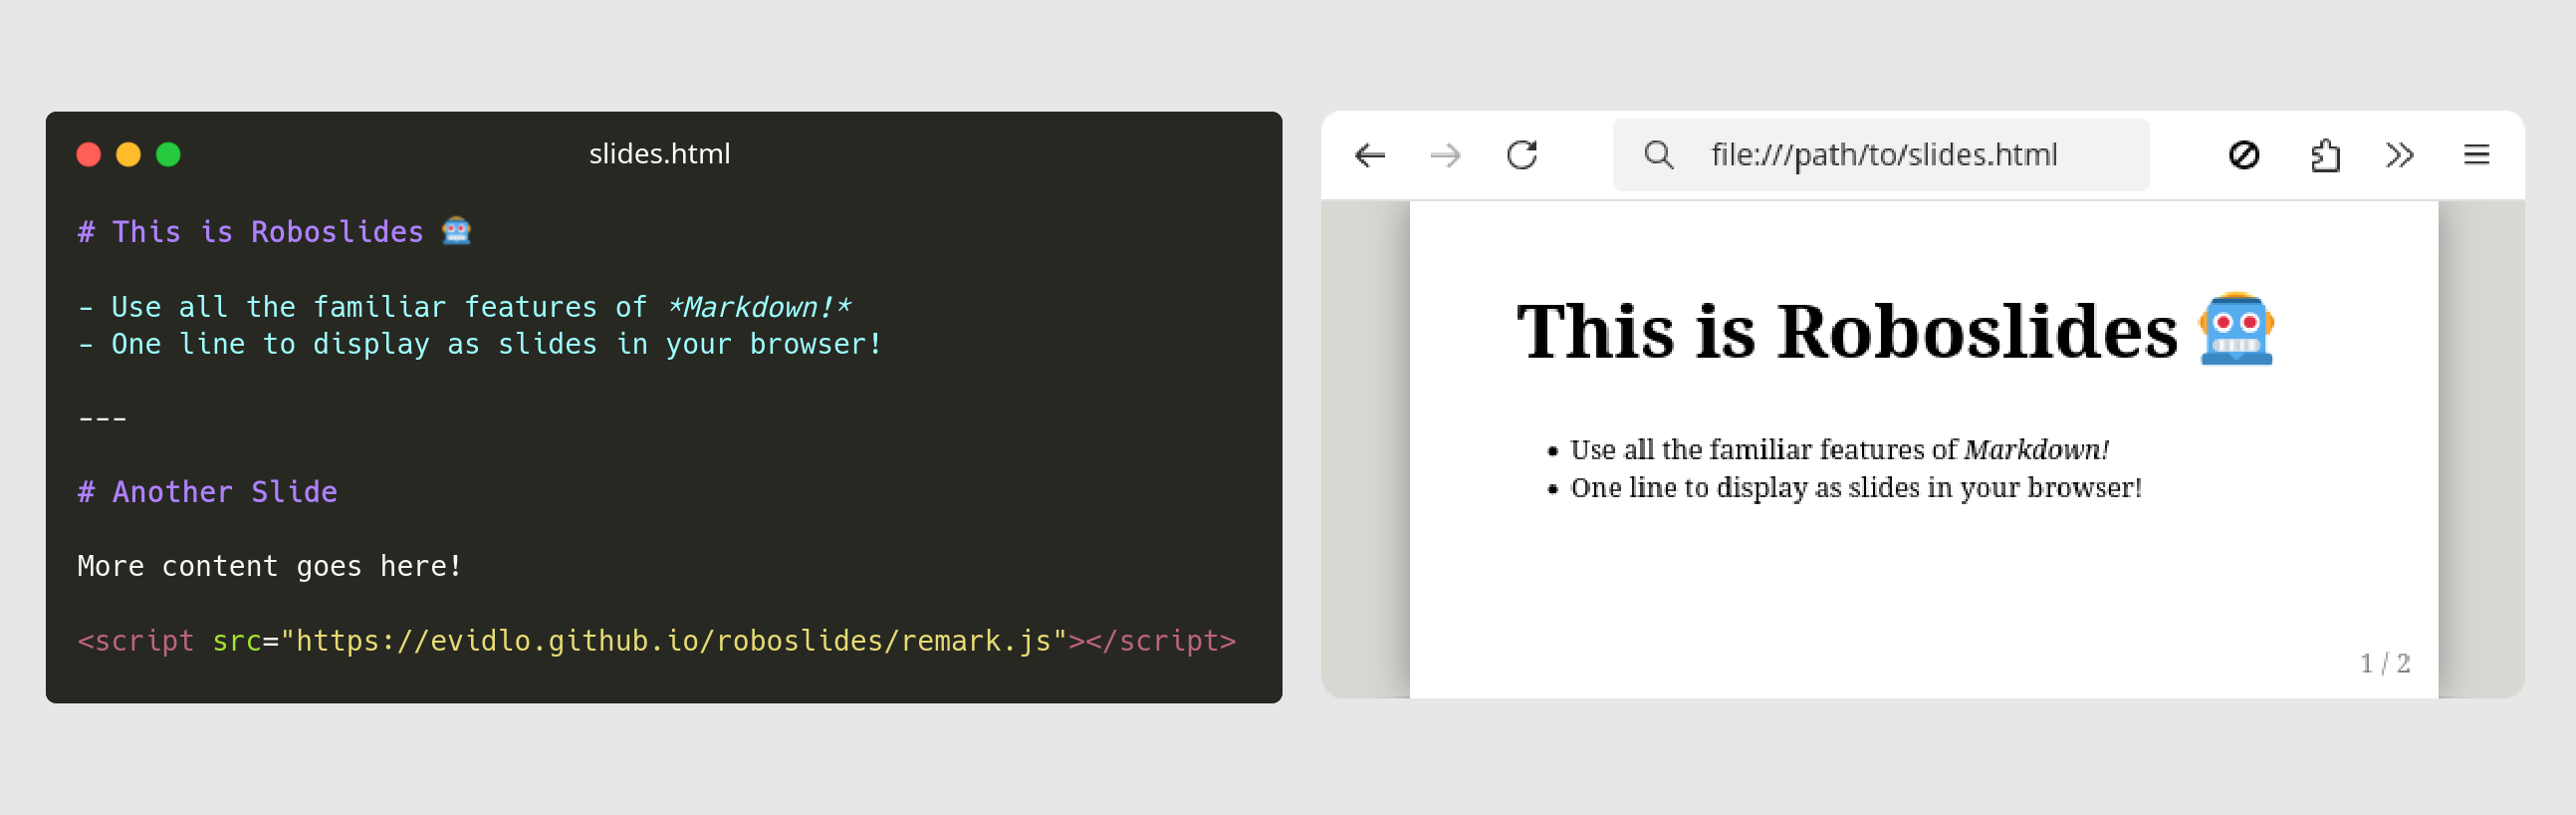 slides.html
# This is Roboslides 🤖
- Use all the familiar features of *Markdown!*
- One line to display as slides in your browser!
---
# Another Slide
More content goes here!
<script src="https://evidlo.github.io/roboslides/remark.js"></script>
file:///path/to/slides.html
This is Roboslides 🤖
• Use all the familiar features of Markdown!
• One line to display as slides in your browser!
1 / 2